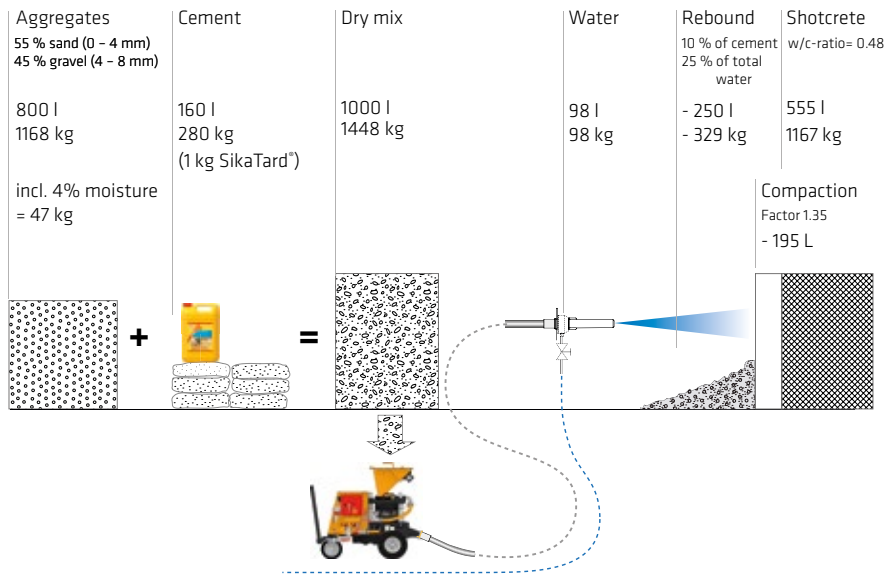 Aggregates
55 % sand (0 – 4 mm)
45 % gravel (4 – 8 mm)
800 l
1168 kg
incl. 4% moisture
= 47 kg
Cement
160 l
280 kg
(1 kg SikaTard®)
Dry mix
1000 l
1448 kg
Water
98 l
98 kg
Rebound
10 % of cement
25 % of total
water
- 250 l
- 329 kg
Shotcrete
w/c-ratio= 0.48
555 l
1167 kg
Compaction
Factor 1.35
- 195 L
+
=